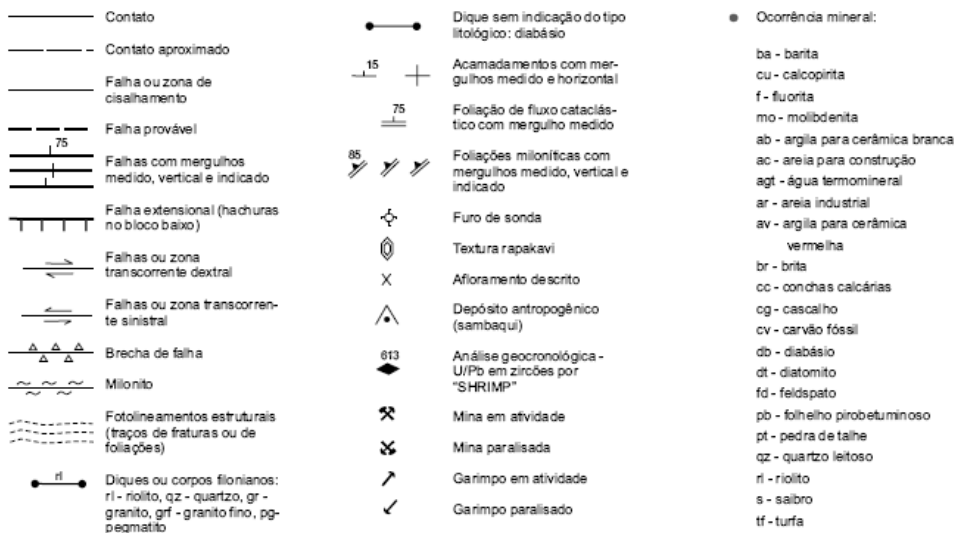 Contato
Contato aproximado
Falha ou zona de
cisalhamento
Falha provável
75
Falhas com mergulhos
medido, vertical e indicado
Falha extensional (hachuras
no bloco baixo)
Falhas ou zona
transcorrente dextral
Falhas ou zona transcorren-
te sinistral
Brecha de falha
Milonito
Fotolineamentos estruturais
(traços de fraturas ou de
foliações)
rl
Diques ou corpos filonianos:
rl - riolito, qz - quartzo, gr -
granito, grf - granito fino, pg-
pegmatito
Dique sem indicação do tipo
litológico: diabásio
15
Acamadamentos com mer-
gulhos medido e horizontal
75
Foliação de fluxo cataclás-
tico com mergulho medido
85
Foliações miloníticas com
mergulhos medido, vertical e
indicado
Furo de sonda
Textura rapakavi
Afloramento descrito
Depósito antropogênico
(sambaqui)
613
Análise geocronológica -
U/Pb em zircões por
"SHRIMP"
Mina em atividade
Mina paralisada
Garimpo em atividade
Garimpo paralisado
Ocorrência mineral:
ba - barita
cu - calcopirita
f - fluorita
mo - molibdenita
ab - argila para cerâmica branca
ac - areia para construção
agt - água termomineral
ar - areia industrial
av - argila para cerâmica
vermelha
br - brita
cc - conchas calcárias
cg - cascalho
cv - carvão fóssil
db - diabásio
dt - diatomito
fd - feldspato
pb - folhelho pirobetuminoso
pt - pedra de talhe
qz - quartzo leitoso
rl - riolito
s - saibro
tf - turfa